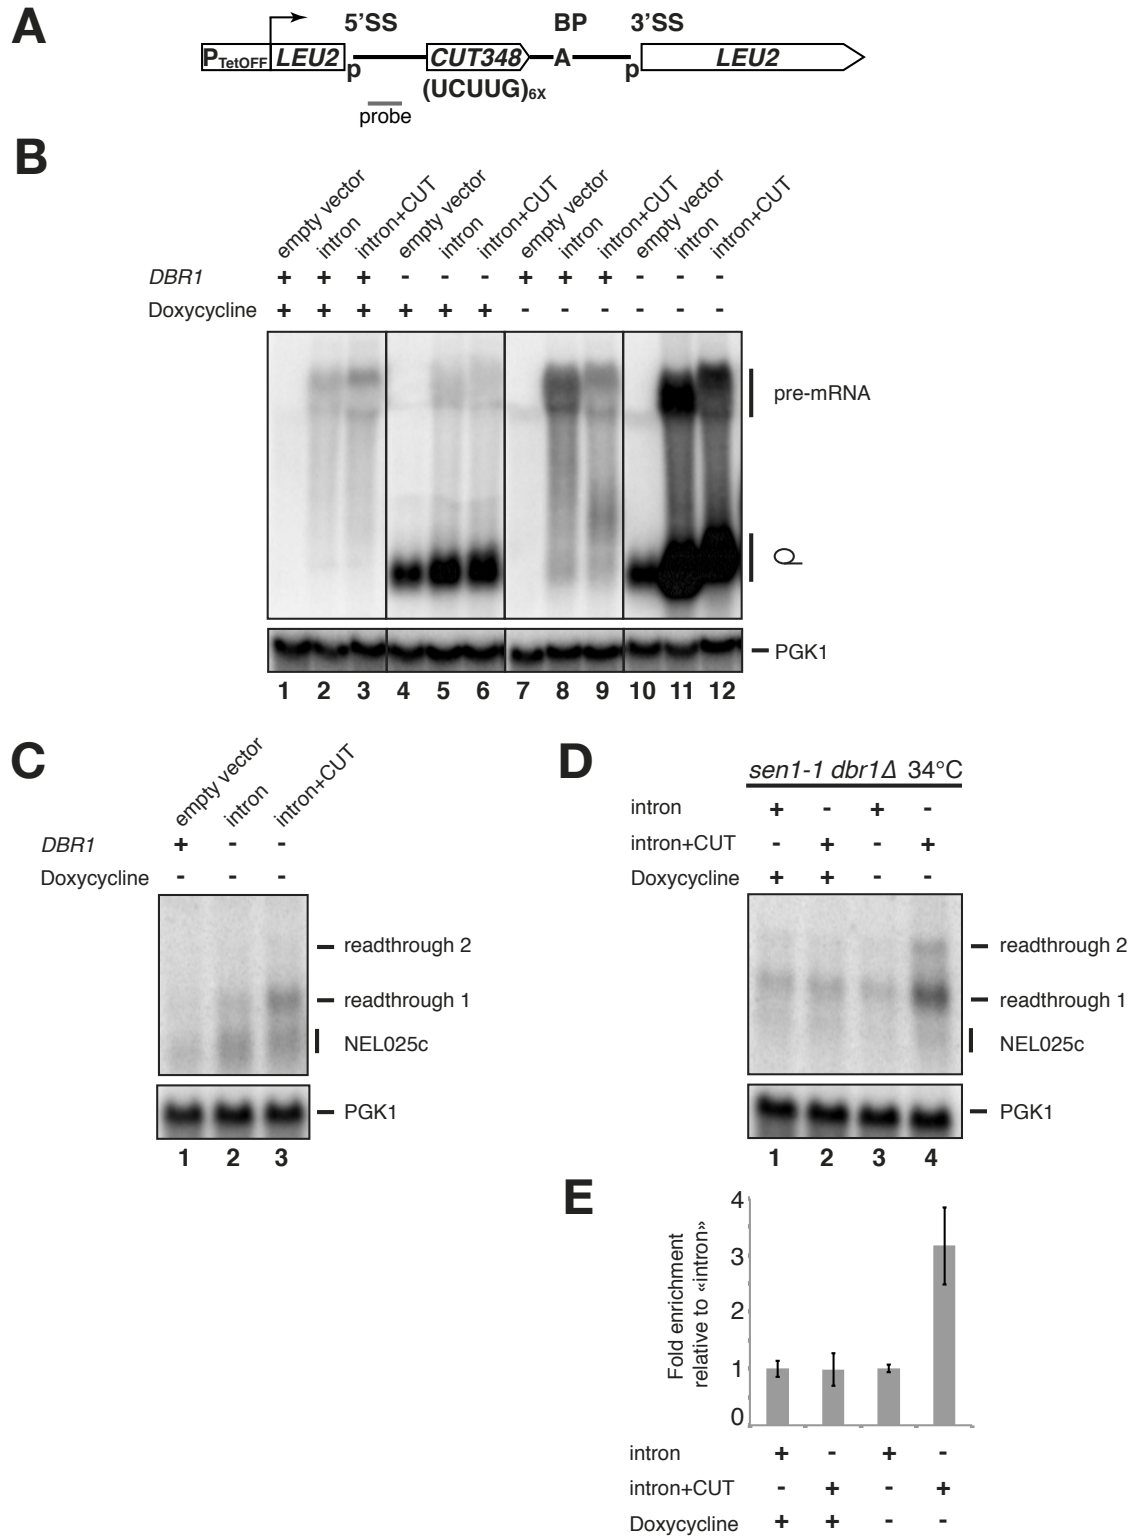 A
5'SS BP 3'SS
PTetOFF LEU2 p CUT348 A p LEU2
(UCUUG)6X
probe
B
empty vector intron intron+CUT empty vector intron intron+CUT empty vector intron intron+CUT empty vector intron intron+CUT
DBR1 + + + - - - + + + - - -
Doxycycline + + + + + + - - - - - -
pre-mRNA
PGK1
1 2 3 4 5 6 7 8 9 10 11 12
C
empty vector intron intron+CUT
DBR1 + - -
Doxycycline - - -
readthrough 2
readthrough 1
NEL025c
PGK1
1 2 3
D
sen1-1 dbr1Δ 34°C
intron + - + -
intron+CUT - + - +
Doxycycline + + - -
readthrough 2
readthrough 1
NEL025c
PGK1
1 2 3 4
E
Fold enrichment
relative to «intron»
4
3
2
1
0
intron + - + -
intron+CUT - + - +
Doxycycline + + - -